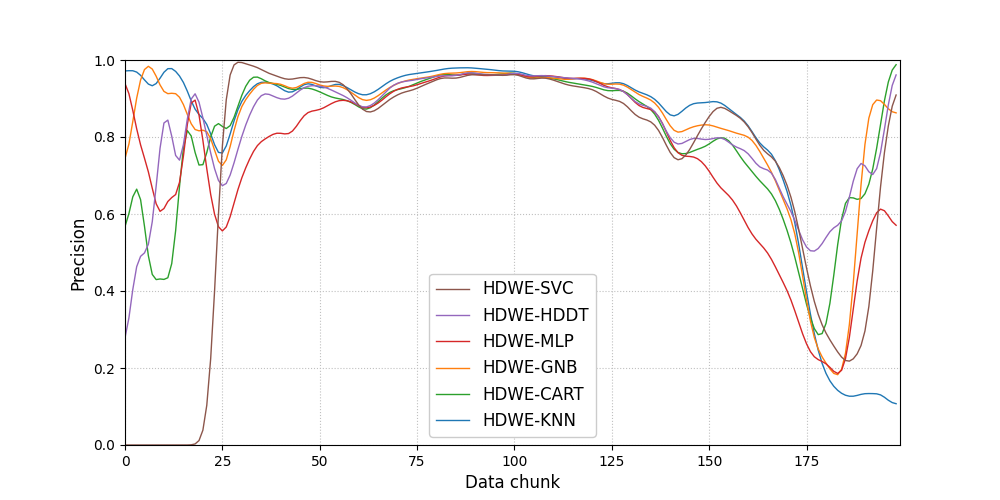 1.0
0.8
0.6
0.4
0.2
0.0
Precision
HDWE-SVC
HDWE-HDDT
HDWE-MLP
HDWE-GNB
HDWE-CART
HDWE-KNN
0 25 50 75 100 125 150 175
Data chunk